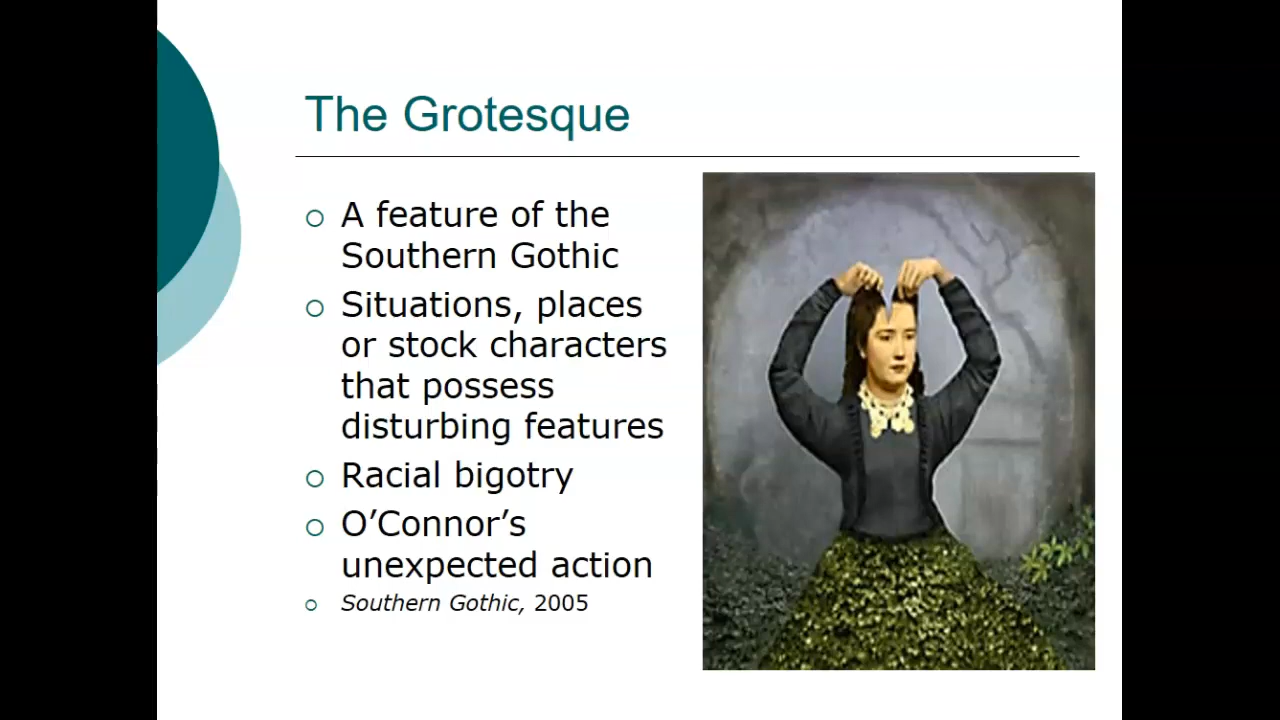 The Grotesque
A feature of the
Southern Gothic
Situations, places
or stock characters
that possess
disturbing features
Racial bigotry
O’Connor’s
unexpected action
Southern Gothic, 2005